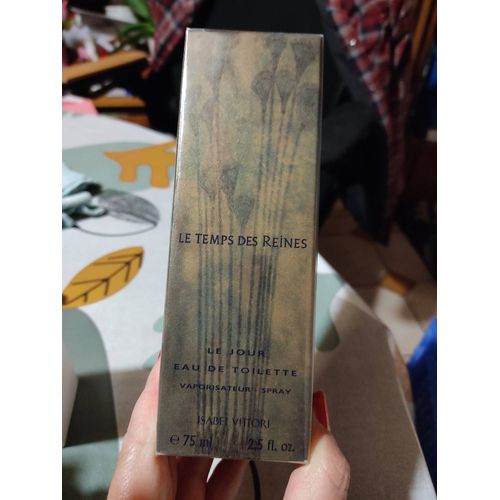 LE TEMPS DES REINES
LE JOUR
EAU DE TOILETTE
VAPORISATEUR - SPRAY
ISABEL VITTORI
e 75 ml 2.5 fl. oz.